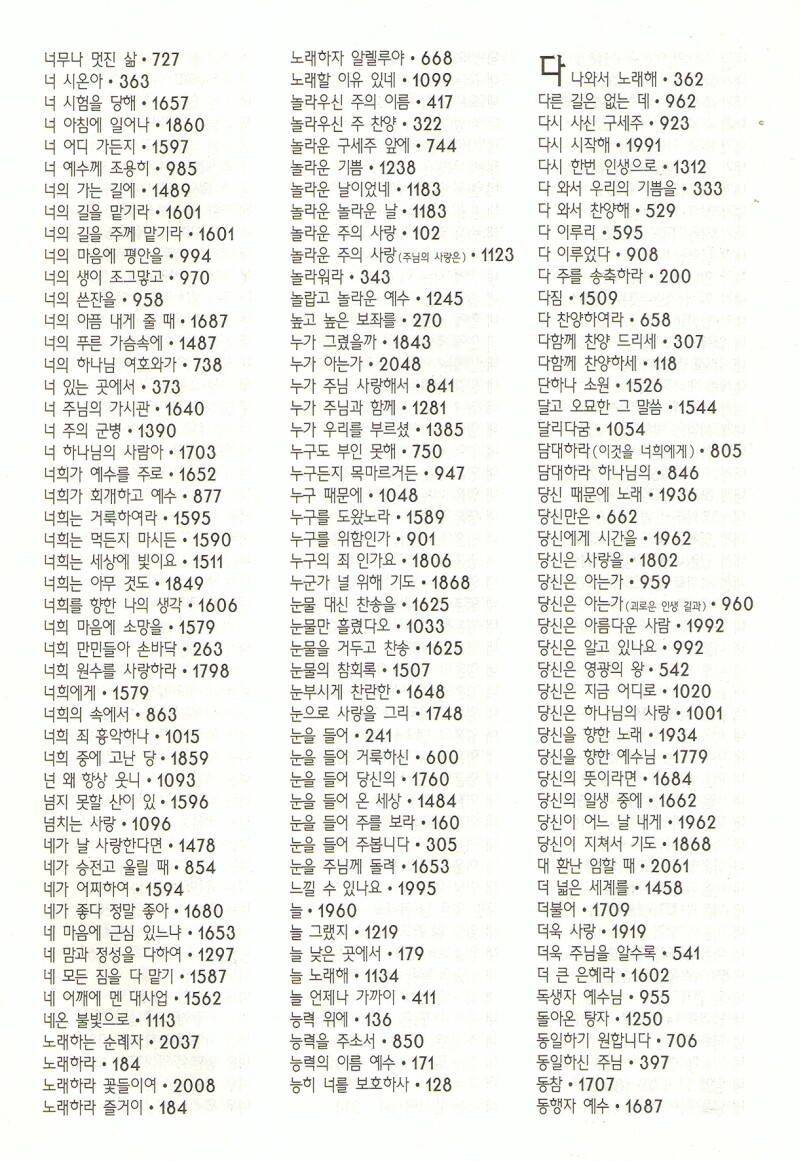 너무나 멋진 삶 • 727
너 시온아 • 363
너 시험을 당해 • 1657
너 아침에 일어나 • 1860
너 어디 가든지 • 1597
너 예수께 조용히 • 985
너의 가는 길에 • 1489
너의 길을 맡기라 • 1601
너의 길을 주께 맡기라 • 1601
너의 마음에 평안을 • 994
너의 생이 조그맣고 • 970
너의 쓴잔을 • 958
너의 아픔 내게 줄 때 • 1687
너의 푸른 가슴속에 • 1487
너의 하나님 여호와가 • 738
너 있는 곳에서 • 373
너 주님의 가시관 • 1640
너 주의 군병 • 1390
너 하나님의 사람아 • 1703
너희가 예수를 주로 • 1652
너희가 회개하고 예수 • 877
너희는 거룩하여라 • 1595
너희는 먹든지 마시든 • 1590
너희는 세상에 빛이요 • 1511
너희는 아무 것도 • 1849
너희를 향한 나의 생각 • 1606
너희 마음에 소망을 • 1579
너희 만민들아 손바닥 • 263
너희 원수를 사랑하라 • 1798
너희에게 • 1579
너희의 속에서 • 863
너희 죄 흉악하나 • 1015
너희 중에 고난 당 • 1859
넌 왜 항상 웃니 • 1093
넘지 못할 산이 있 • 1596
넘치는 사랑 • 1096
네가 날 사랑한다면 • 1478
네가 승전고 울릴 때 • 854
네가 어찌하여 • 1594
네가 좋다 정말 좋아 • 1680
네 마음에 근심 있느냐 • 1653
네 맘과 정성을 다하여 • 1297
네 모든 짐을 다 맡기 • 1587
네 어깨에 멘 대사업 • 1562
네온 불빛으로 • 1113
노래하는 순례자 • 2037
노래하라 • 184
노래하라 꽃들이여 • 2008
노래하라 즐거이 • 184
노래하자 알렐루야 • 668
노래할 이유 있네 • 1099
놀라우신 주의 이름 • 417
놀라우신 주 찬양 • 322
놀라운 구세주 앞에 • 744
놀라운 기쁨 • 1238
놀라운 날이었네 • 1183
놀라운 놀라운 날 • 1183
놀라운 주의 사랑 • 102
놀라운 주의 사랑(주님의 사랑은) • 1123
놀라워라 • 343
놀랍고 놀라운 예수 • 1245
높고 높은 보좌를 • 270
누가 그렸을까 • 1843
누가 아는가 • 2048
누가 주님 사랑해서 • 841
누가 주님과 함께 • 1281
누가 우리를 부르셨 • 1385
누구도 부인 못해 • 750
누구든지 목마르거든 • 947
누구 때문에 • 1048
누구를 도왔노라 • 1589
누구를 위함인가 • 901
누구의 죄 인가요 • 1806
누군가 널 위해 기도 • 1868
눈물 대신 찬송을 • 1625
눈물만 흘렸다오 • 1033
눈물을 거두고 찬송 • 1625
눈물의 참회록 • 1507
눈부시게 찬란한 • 1648
눈으로 사랑을 그리 • 1748
눈을 들어 • 241
눈을 들어 거룩하신 • 600
눈을 들어 당신의 • 1760
눈을 들어 온 세상 • 1484
눈을 들어 주를 보라 • 160
눈을 들어 주봅니다 • 305
눈을 주님께 돌려 • 1653
느낄 수 있나요 • 1995
늘 • 1960
늘 그랬지 • 1219
늘 낮은 곳에서 • 179
늘 노래해 • 1134
늘 언제나 가까이 • 411
능력 위에 • 136
능력을 주소서 • 850
능력의 이름 예수 • 171
능히 너를 보호하사 • 128
다 나와서 노래해 • 362
다른 길은 없는 데 • 962
다시 사신 구세주 • 923
다시 시작해 • 1991
다시 한번 인생으로 • 1312
다 와서 우리의 기쁨을 • 333
다 와서 찬양해 • 529
다 이루리 • 595
다 이루었다 • 908
다 주를 송축하라 • 200
다짐 • 1509
다 찬양하여라 • 658
다함께 찬양 드리세 • 307
다함께 찬양하세 • 118
단하나 소원 • 1526
달고 오묘한 그 말씀 • 1544
달리다굼 • 1054
담대하라(이것을 너희에게) • 805
담대하라 하나님의 • 846
당신 때문에 노래 • 1936
당신만은 • 662
당신에게 시간을 • 1962
당신은 사랑을 • 1802
당신은 아는가 • 959
당신은 아는가(괴로운 인생 길과) • 960
당신은 아름다운 사람 • 1992
당신은 알고 있나요 • 992
당신은 영광의 왕 • 542
당신은 지금 어디로 • 1020
당신은 하나님의 사랑 • 1001
당신을 향한 노래 • 1934
당신을 향한 예수님 • 1779
당신의 뜻이라면 • 1684
당신의 일생 중에 • 1662
당신이 어느 날 내게 • 1962
당신이 지쳐서 기도 • 1868
대 환난 임할 때 • 2061
더 넓은 세계를 • 1458
더불어 • 1709
더욱 사랑 • 1919
더욱 주님을 알수록 • 541
더 큰 은혜라 • 1602
독생자 예수님 • 955
돌아온 탕자 • 1250
동일하기 원합니다 • 706
동일하신 주님 • 397
동참 • 1707
동행자 예수 • 1687